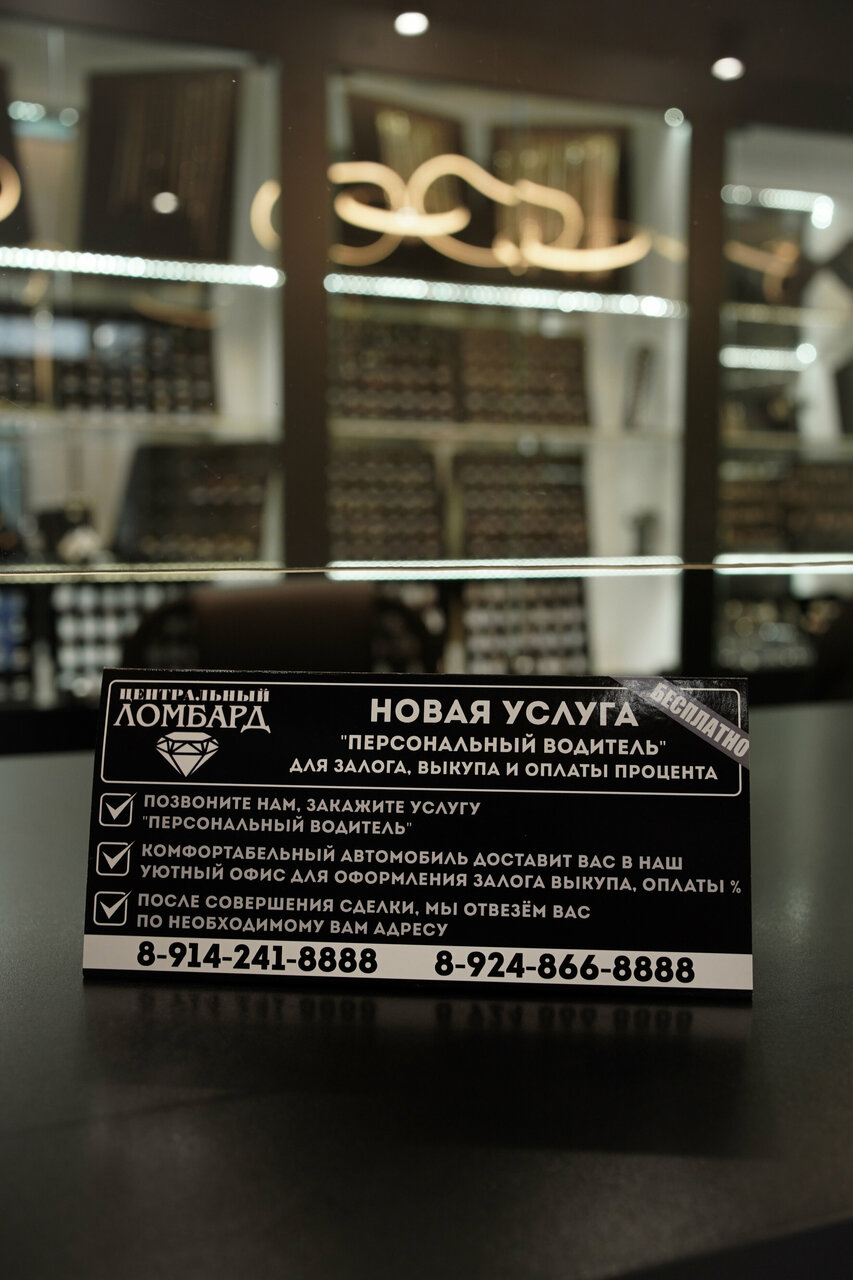 ЦЕНТРАЛЬНЫЙ
ЛОМБАРД
НОВАЯ УСЛУГА
БЕСПЛАТНО
"ПЕРСОНАЛЬНЫЙ ВОДИТЕЛЬ"
ДЛЯ ЗАЛОГА, ВЫКУПА И ОПЛАТЫ ПРОЦЕНТА
ПОЗВОНИТЕ НАМ, ЗАКАЖИТЕ УСЛУГУ
"ПЕРСОНАЛЬНЫЙ ВОДИТЕЛЬ"
КОМФОРТАБЕЛЬНЫЙ АВТОМОБИЛЬ ДОСТАВИТ ВАС В НАШ
УЮТНЫЙ ОФИС ДЛЯ ОФОРМЛЕНИЯ ЗАЛОГА ВЫКУПА, ОПЛАТЫ %
ПОСЛЕ СОВЕРШЕНИЯ СДЕЛКИ, МЫ ОТВЕЗЁМ ВАС
ПО НЕОБХОДИМОМУ ВАМ АДРЕСУ
8-914-241-8888 8-924-866-8888